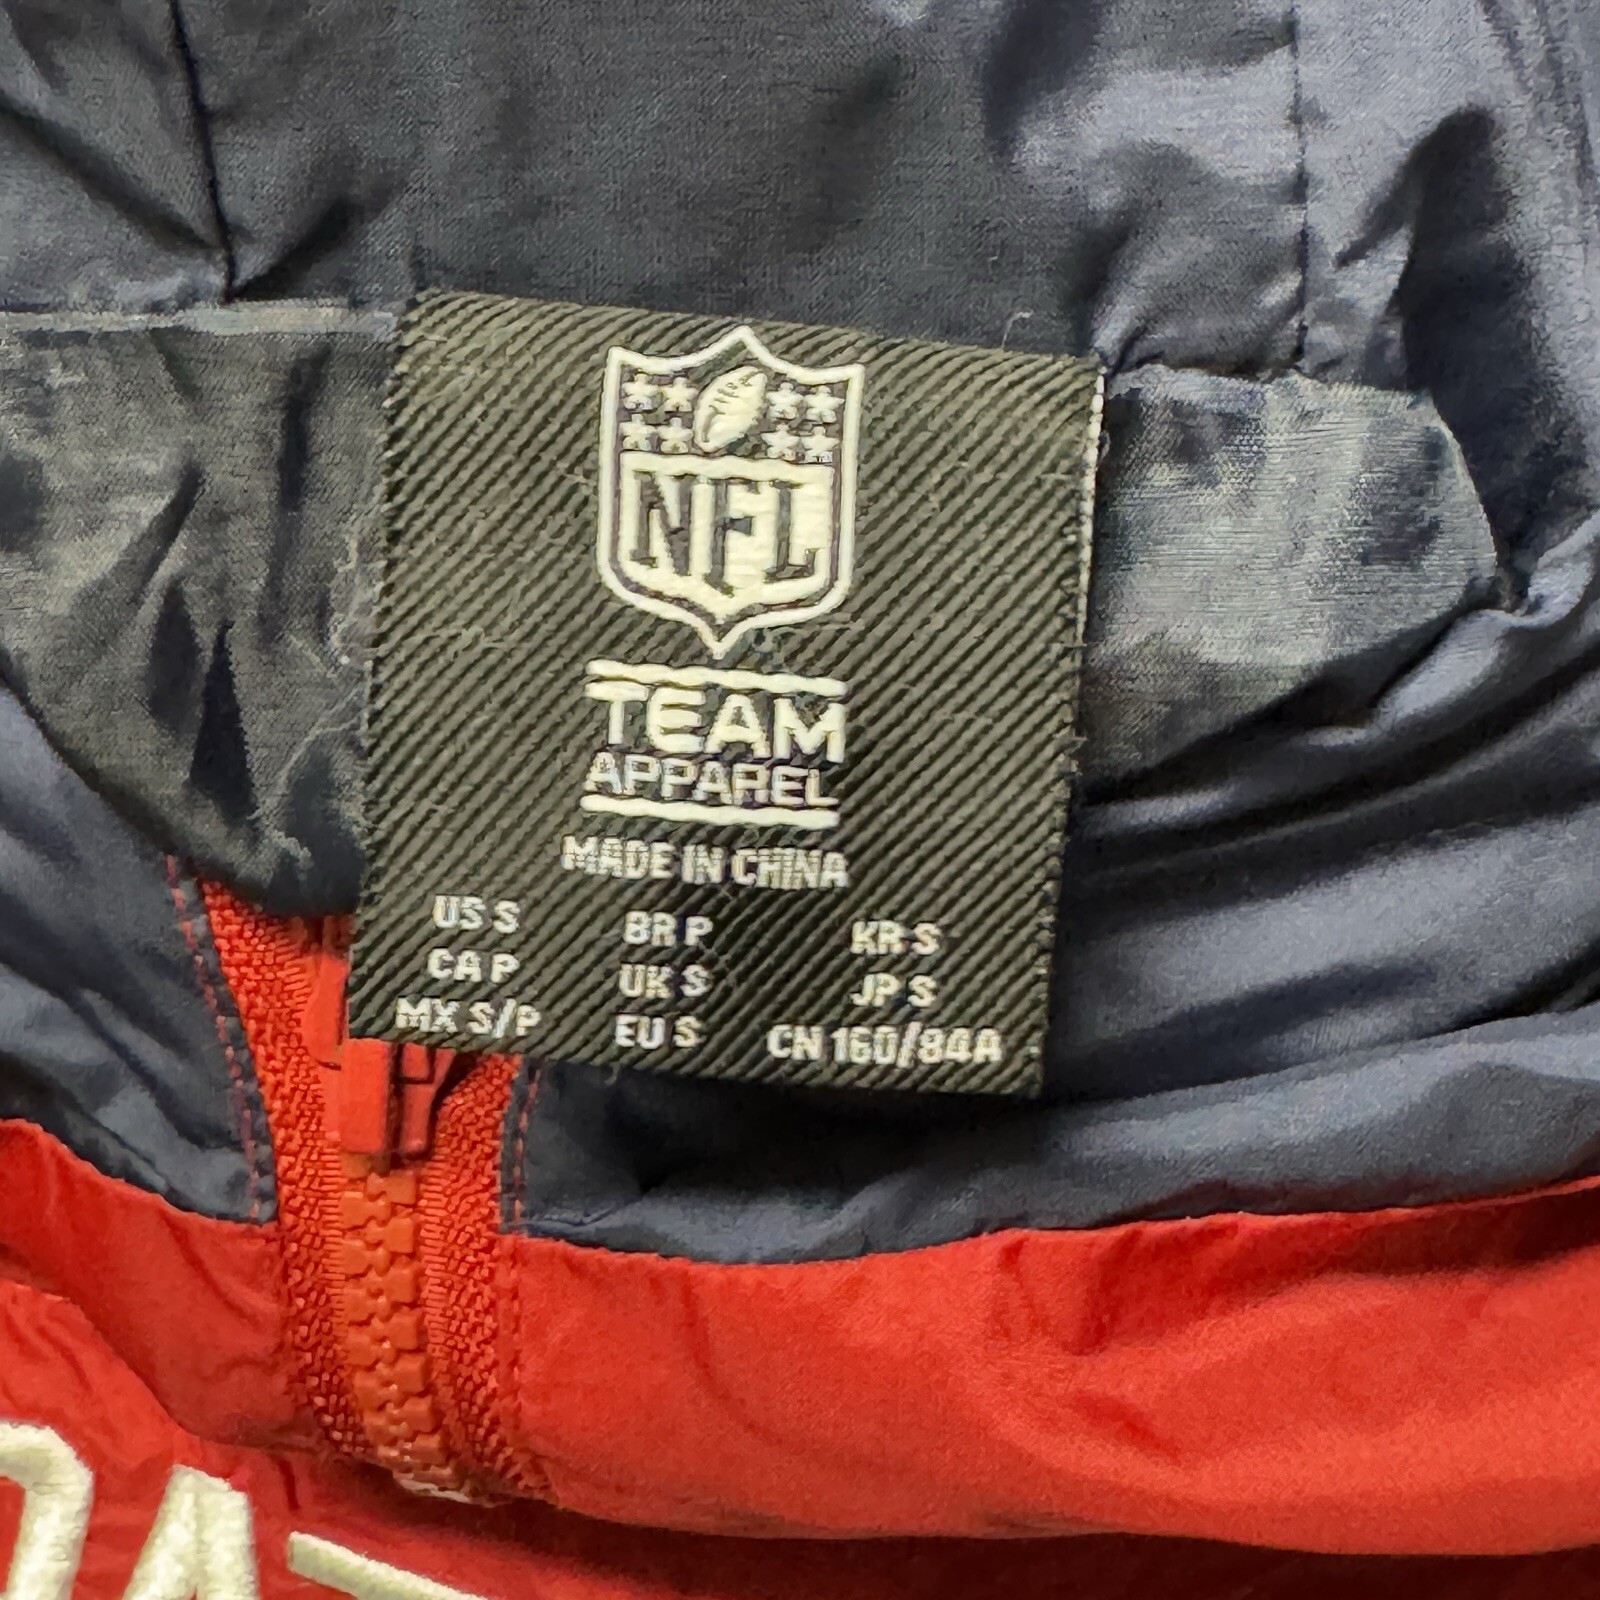 NFL
TEAM
APPAREL
MADE IN CHINA
US S BR P KR S
CA P UK S JP S
MX S/P EU S CN 160/84A